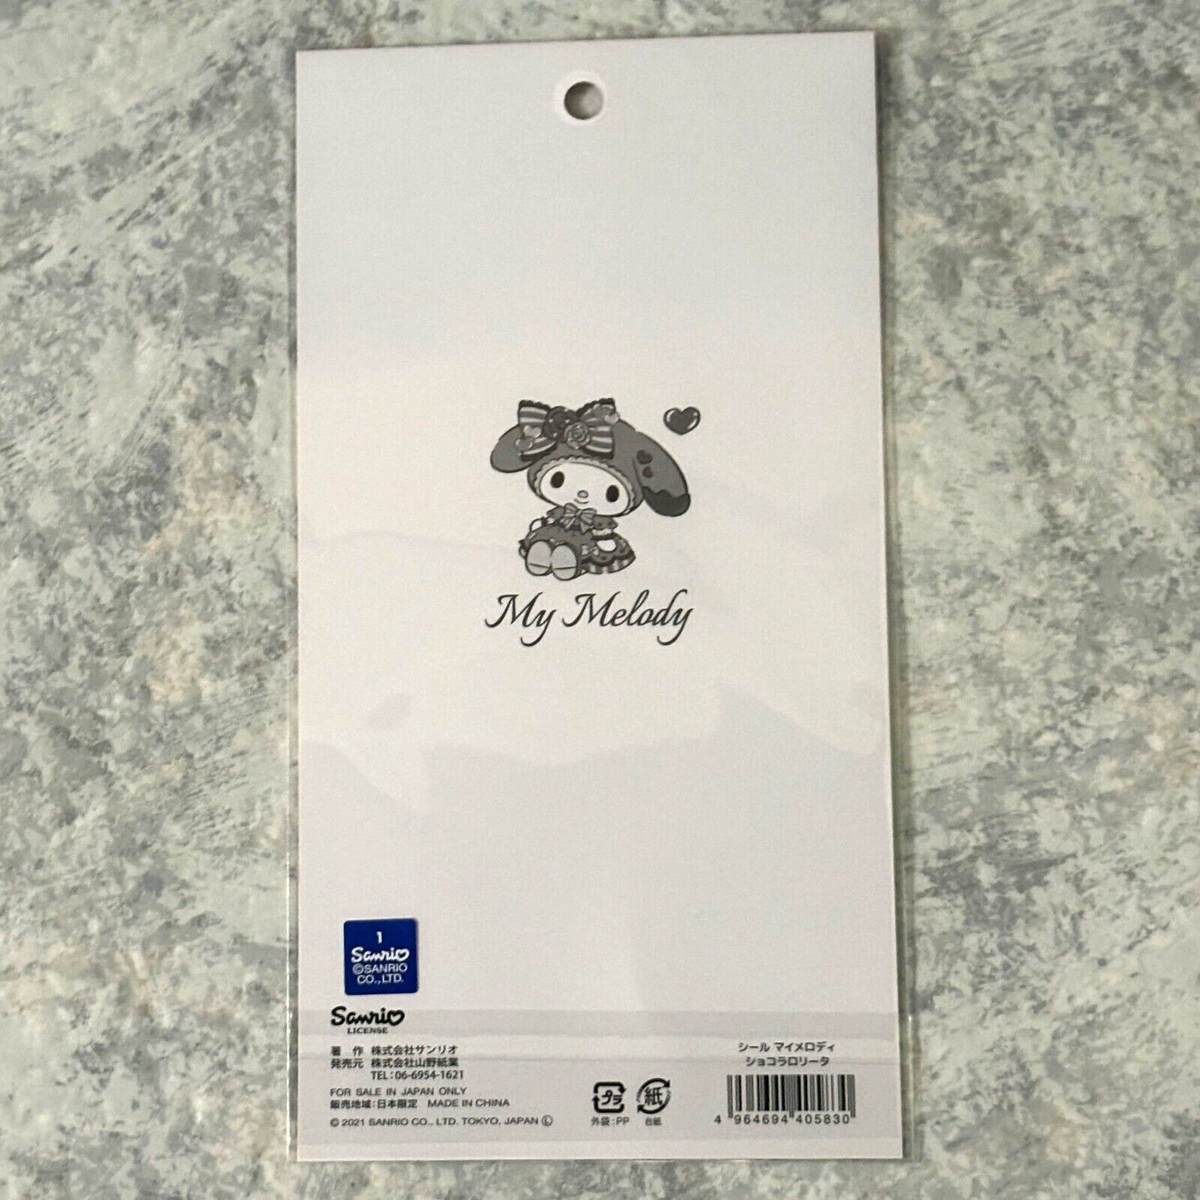 My Melody
1
Sanrio
©SANRIO
CO.,LTD.
Sanrio
LICENSE
著 作 株式会社サンリオ
発売元 株式会社山野紙業
TEL:06-6954-1621
FOR SALE IN JAPAN ONLY
販売地域:日本限定 MADE IN CHINA
© 2021 SANRIO CO., LTD. TOKYO, JAPAN Ⓛ
プラ
外袋:PP
紙
台紙
シール マイメロディ
ショコラロリータ
4 964694 405830